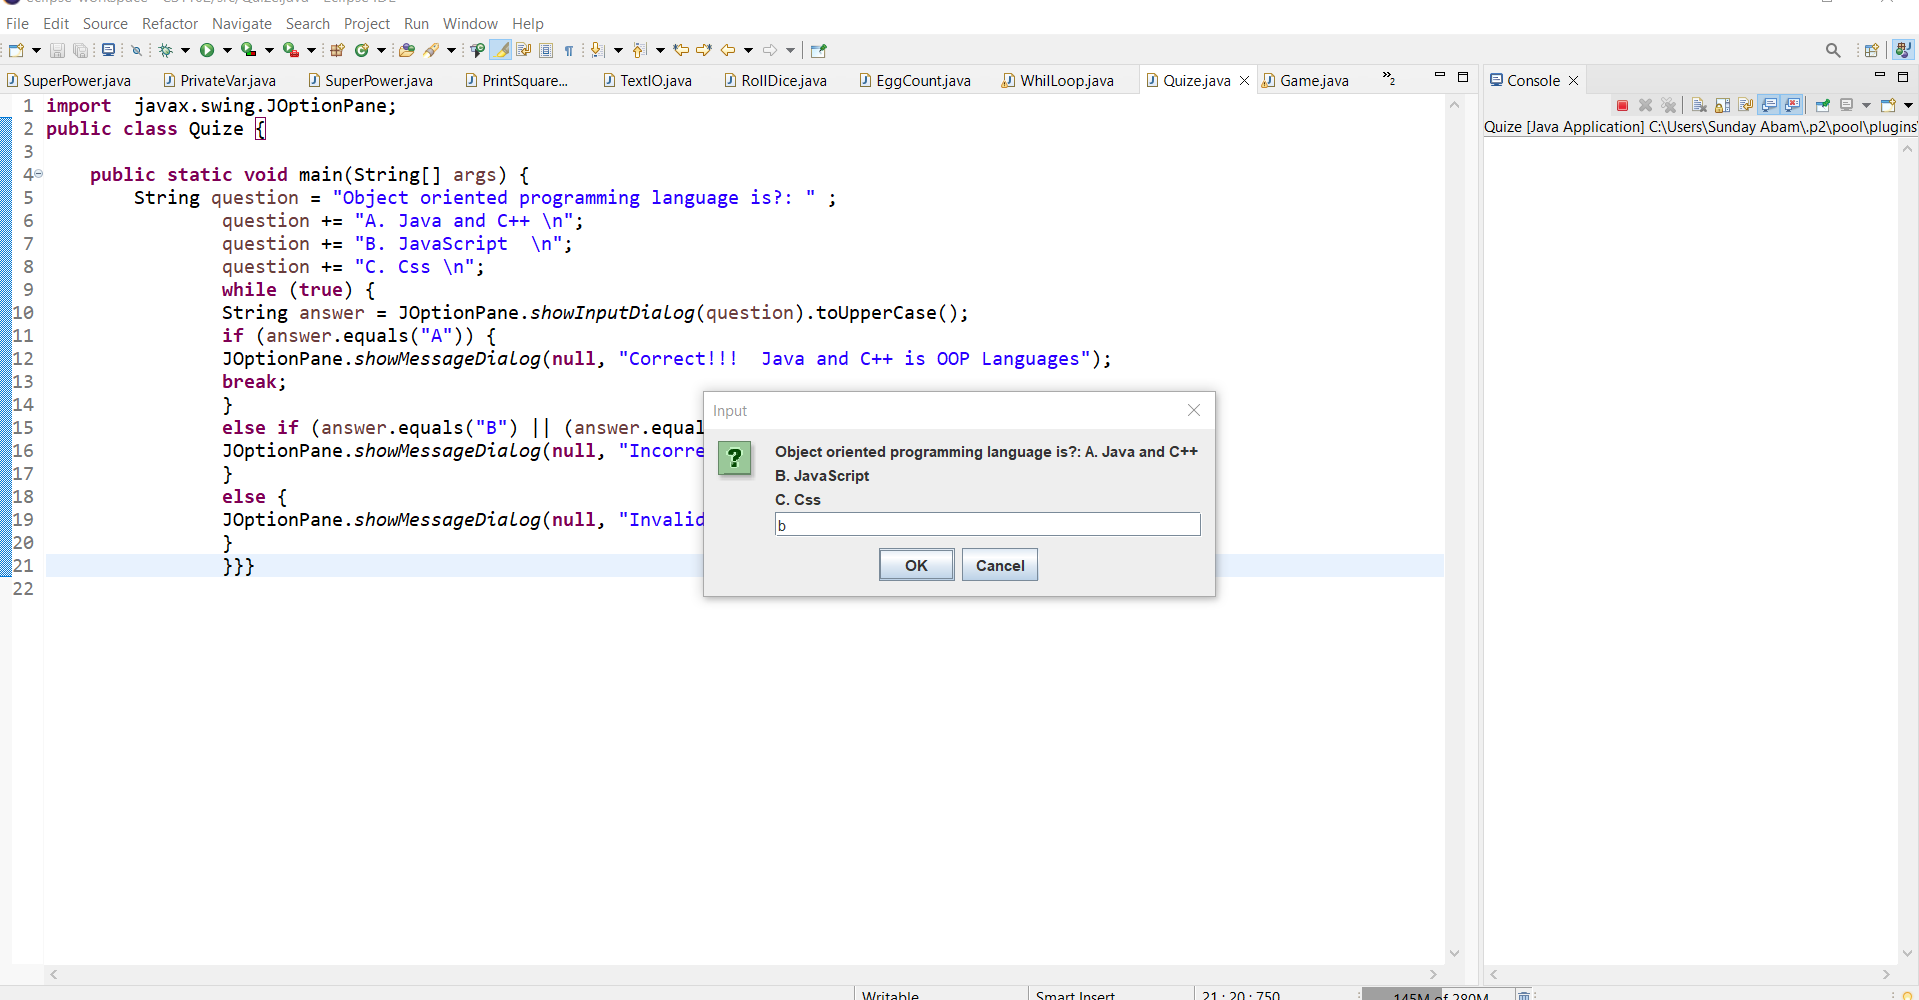 File Edit Source Refactor Navigate Search Project Run Window Help
SuperPower.java PrivateVar.java SuperPower.java PrintSquare... TextIO.java RollDice.java EggCount.java WhilLoop.java Quize.java Game.java »2 Console
Quize [Java Application] C:\Users\Sunday Abam\.p2\pool\plugins
1 import  javax.swing.JOptionPane;
2 public class Quize {
3
4 public static void main(String[] args) {
5 String question = "Object oriented programming language is?: " ;
6 question += "A. Java and C++ \n";
7 question += "B. JavaScript  \n";
8 question += "C. Css \n";
9 while (true) {
10 String answer = JOptionPane.showInputDialog(question).toUpperCase();
11 if (answer.equals("A")) {
12 JOptionPane.showMessageDialog(null, "Correct!!!  Java and C++ is OOP Languages");
13 break;
14 }
15 else if (answer.equals("B") || (answer.equal
16 JOptionPane.showMessageDialog(null, "Incorre
17 }
18 else {
19 JOptionPane.showMessageDialog(null, "Invalid
20 }
21 }}}
22
Input
Object oriented programming language is?: A. Java and C++
B. JavaScript
C. Css
b
OK Cancel
Writable Smart Insert 21 : 20 : 750 145M of 280M